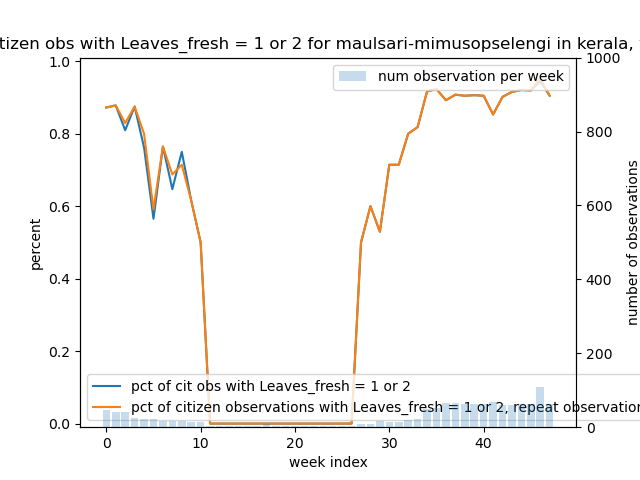 tizen obs with Leaves_fresh = 1 or 2 for maulsari-mimusopselengi in kerala,
num observation per week
percent
number of observations
1.0
0.8
0.6
0.4
0.2
0.0
1000
800
600
400
200
0
pct of cit obs with Leaves_fresh = 1 or 2
pct of citizen observations with Leaves_fresh = 1 or 2, repeat observation
0
10
20
30
40
week index